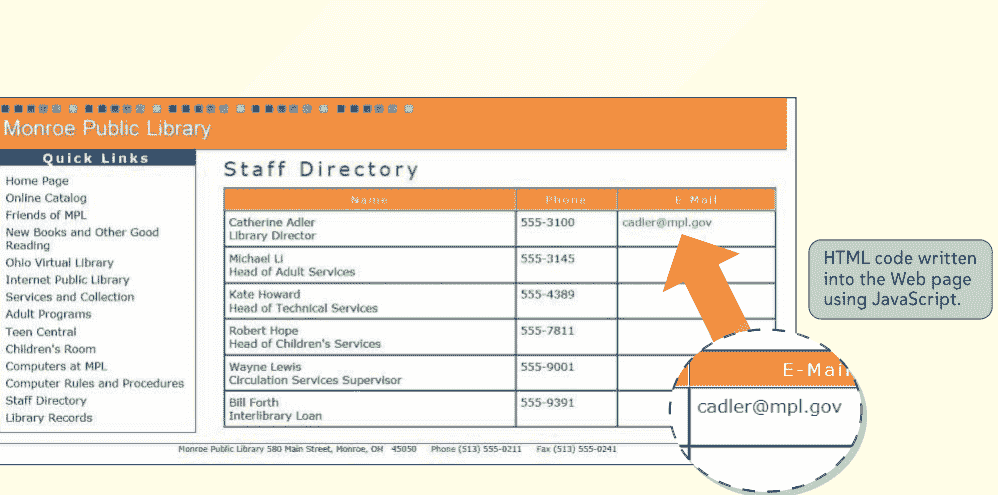 Monroe Public Library
Quick Links
Home Page
Online Catalog
Friends of MPL
New Books and Other Good
Reading
Ohio Virtual Library
Internet Public Library
Services and Collection
Adult Programs
Teen Central
Children's Room
Computers at MPL
Computer Rules and Procedures
Staff Directory
Library Records
Staff Directory
Name Phone E-Mail
Catherine Adler 555-3100 cadler@mpl.gov
Library Director
Michael Li 555-3145
Head of Adult Services
Kate Howard 555-4389
Head of Technical Services
Robert Hope 555-7811
Head of Children's Services
Wayne Lewis 555-9001
Circulation Services Supervisor
Bill Forth 555-9391
Interlibrary Loan
Monroe Public Library 580 Main Street, Monroe, OH 45050 Phone (513) 555-0211 Fax (513) 555-0241
HTML code written
into the Web page
using JavaScript.
E-Mail
cadler@mpl.gov